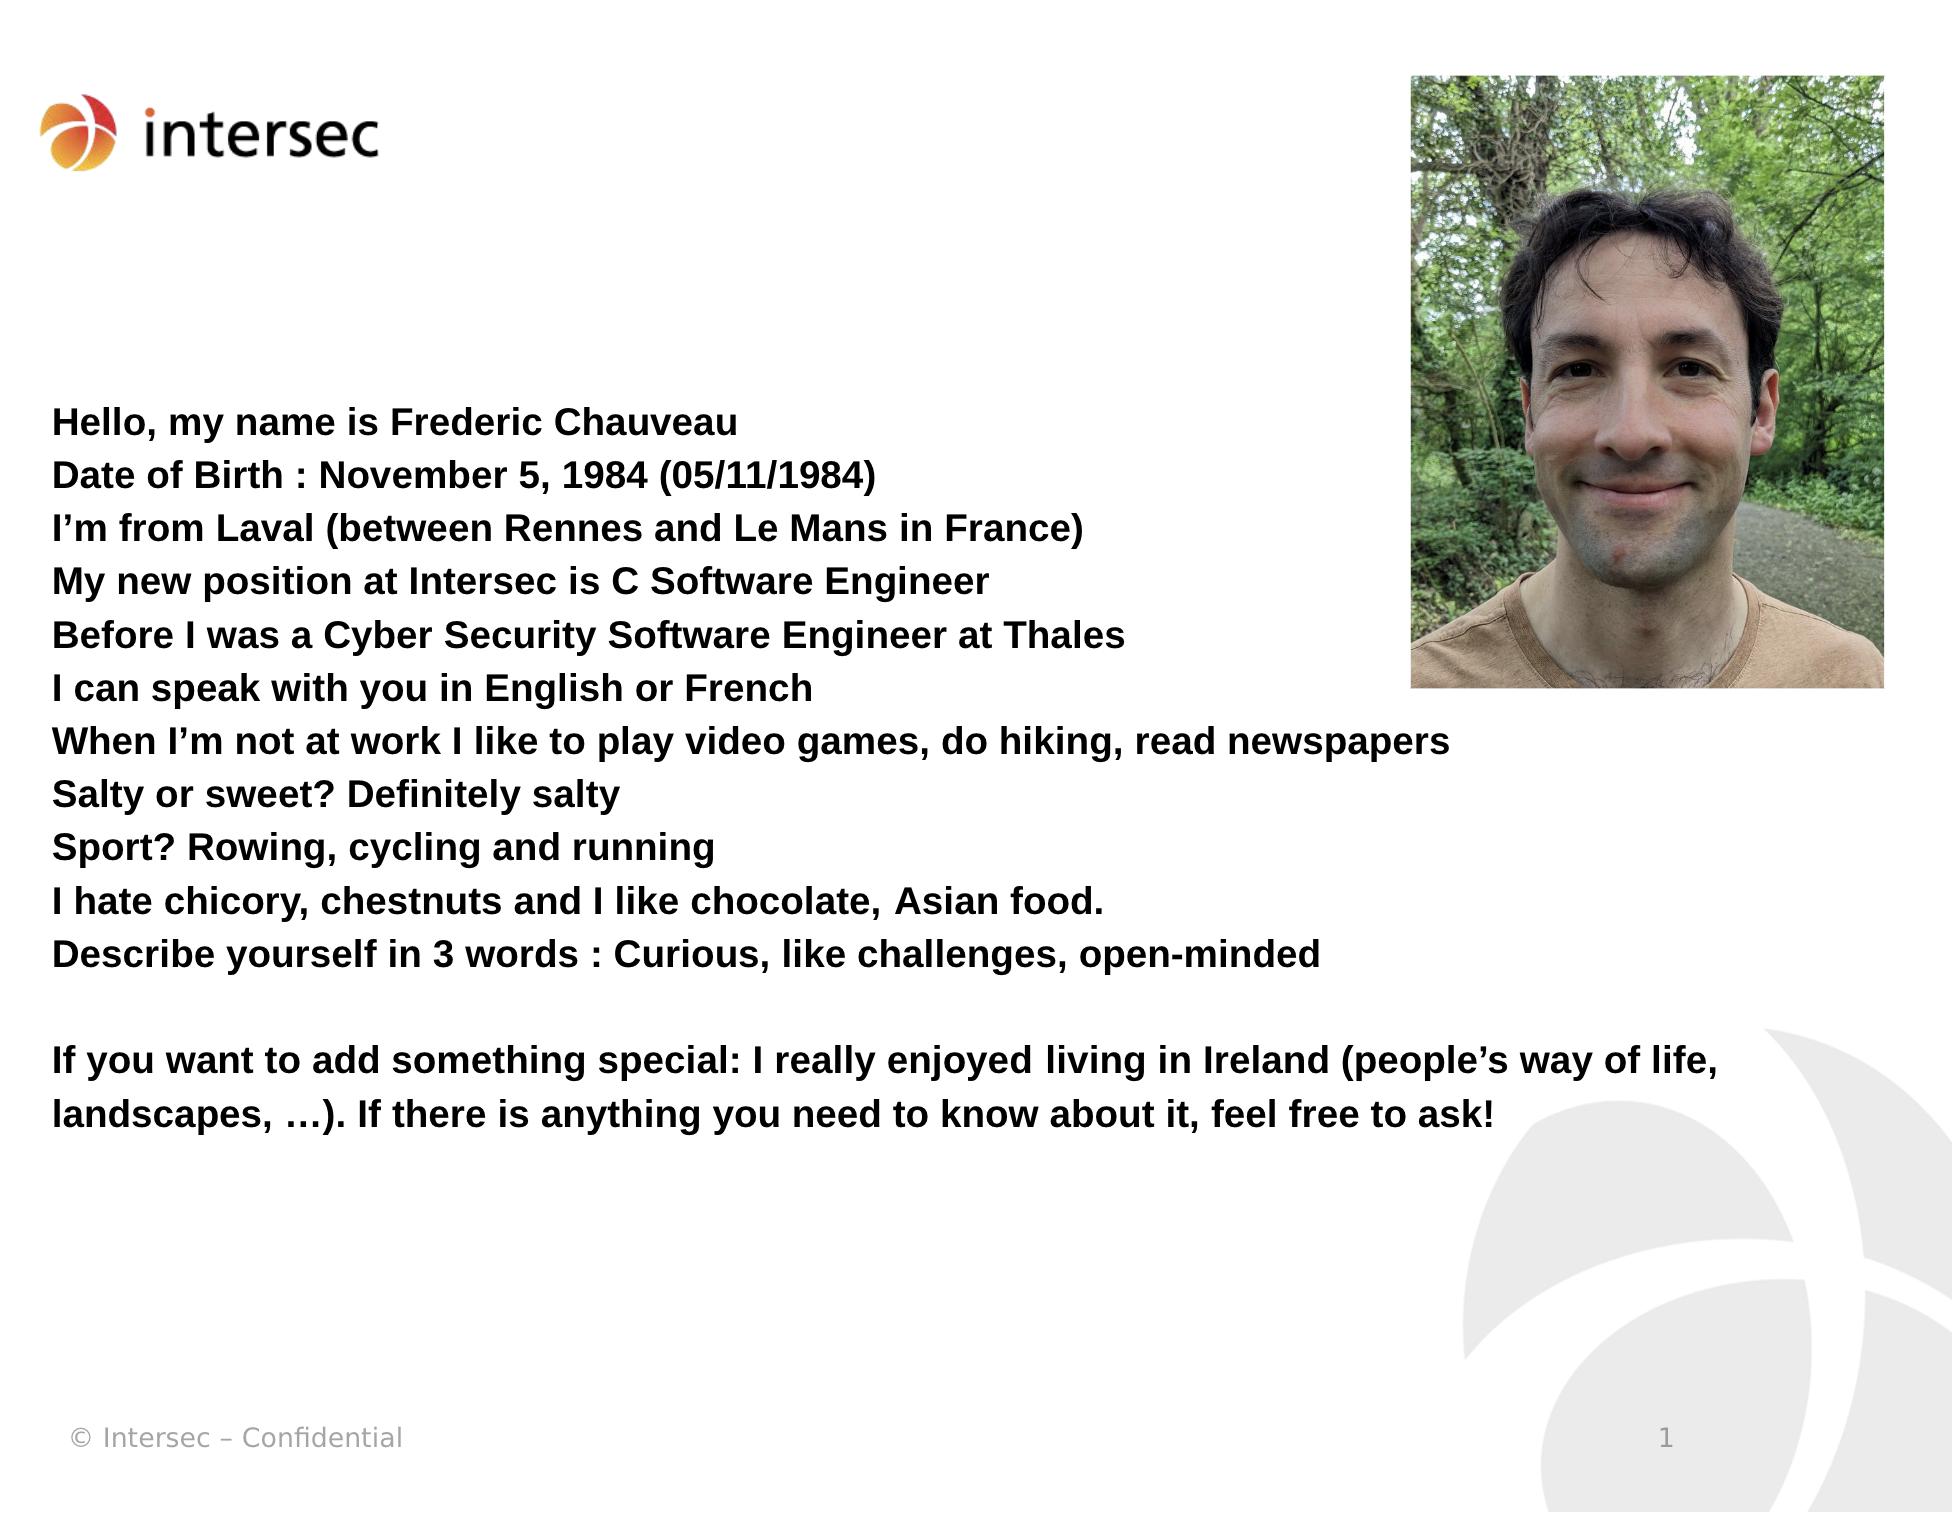 intersec
Hello, my name is Frederic Chauveau
Date of Birth : November 5, 1984 (05/11/1984)
I’m from Laval (between Rennes and Le Mans in France)
My new position at Intersec is C Software Engineer
Before I was a Cyber Security Software Engineer at Thales
I can speak with you in English or French
When I’m not at work I like to play video games, do hiking, read newspapers
Salty or sweet? Definitely salty
Sport? Rowing, cycling and running
I hate chicory, chestnuts and I like chocolate, Asian food.
Describe yourself in 3 words : Curious, like challenges, open-minded
If you want to add something special: I really enjoyed living in Ireland (people’s way of life,
landscapes, …). If there is anything you need to know about it, feel free to ask!
© Intersec – Confidential
1